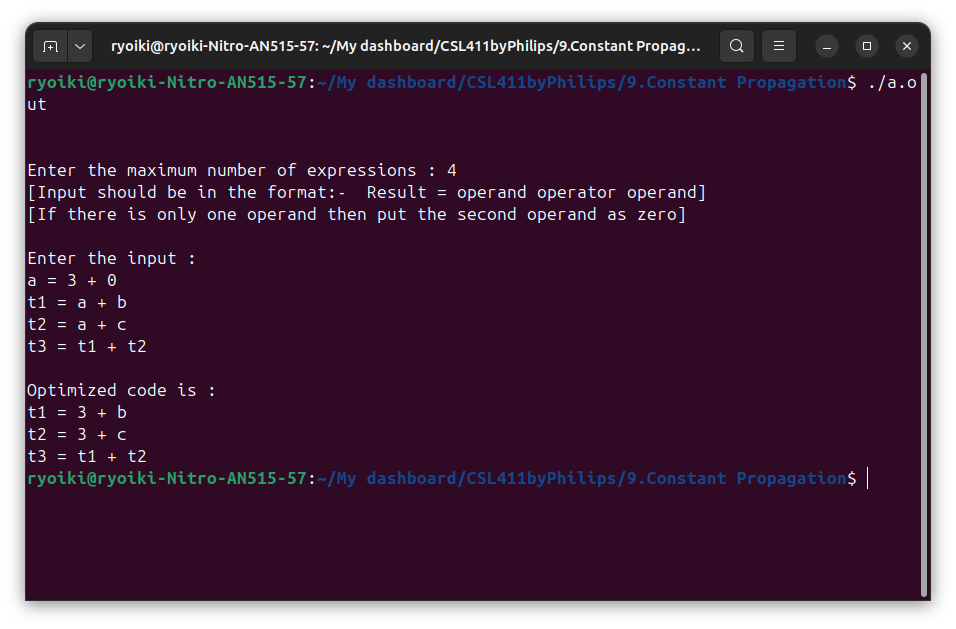 ryoiki@ryoiki-Nitro-AN515-57: ~/My dashboard/CSL411byPhilips/9.Constant Propag...
ryoiki@ryoiki-Nitro-AN515-57:~/My dashboard/CSL411byPhilips/9.Constant Propagation$ ./a.o
ut
Enter the maximum number of expressions : 4
[Input should be in the format:-  Result = operand operator operand]
[If there is only one operand then put the second operand as zero]
Enter the input :
a = 3 + 0
t1 = a + b
t2 = a + c
t3 = t1 + t2
Optimized code is :
t1 = 3 + b
t2 = 3 + c
t3 = t1 + t2
ryoiki@ryoiki-Nitro-AN515-57:~/My dashboard/CSL411byPhilips/9.Constant Propagation$